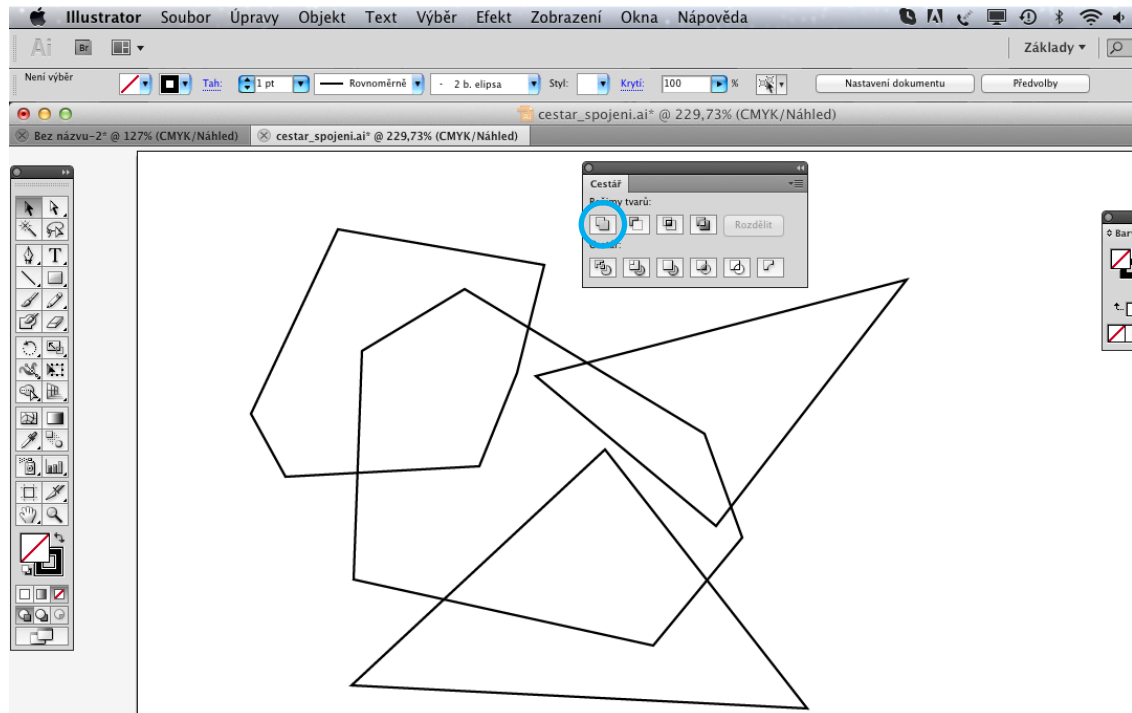 Illustrator Soubor Úpravy Objekt Text Výběr Efekt Zobrazení Okna Nápověda
Ai Br Základy
Není výběr Tah: 1 pt Rovnoměrně 2 b. elipsa Styl: Krytí: 100 % Nastavení dokumentu Předvolby
cestar_spojeni.ai* @ 229,73% (CMYK/Náhled)
Bez názvu-2* @ 127% (CMYK/Náhled) cestar_spojeni.ai* @ 229,73% (CMYK/Náhled)
Cestář
tvarů:
Rozdělit
Bar
T